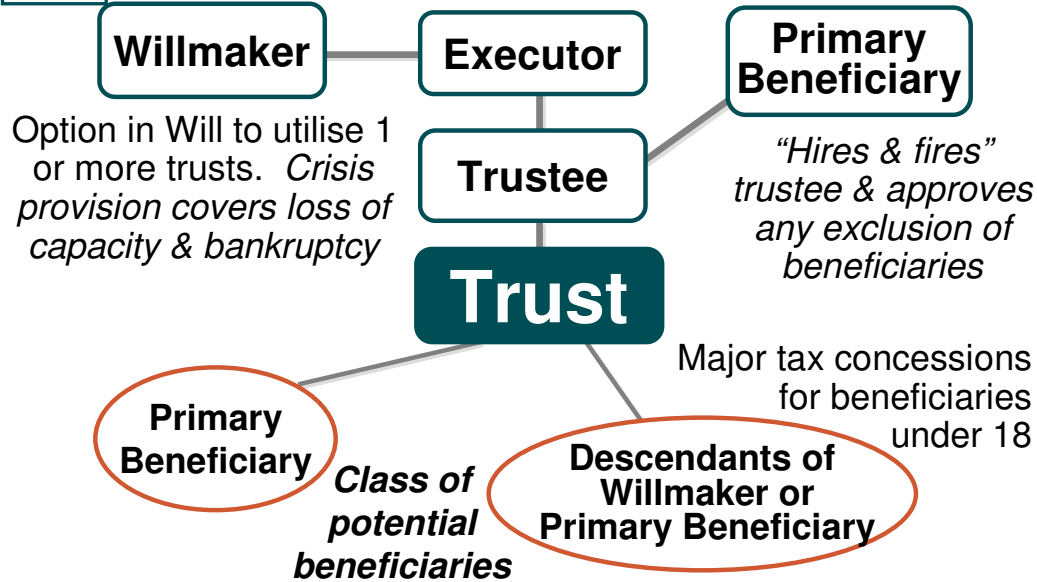 Willmaker
Executor
Primary
Beneficiary
Option in Will to utilise 1
or more trusts. Crisis
provision covers loss of
capacity & bankruptcy
Trustee
“Hires & fires”
trustee & approves
any exclusion of
beneficiaries
Trust
Major tax concessions
for beneficiaries
under 18
Primary
Beneficiary
Class of
potential
beneficiaries
Descendants of
Willmaker or
Primary Beneficiary